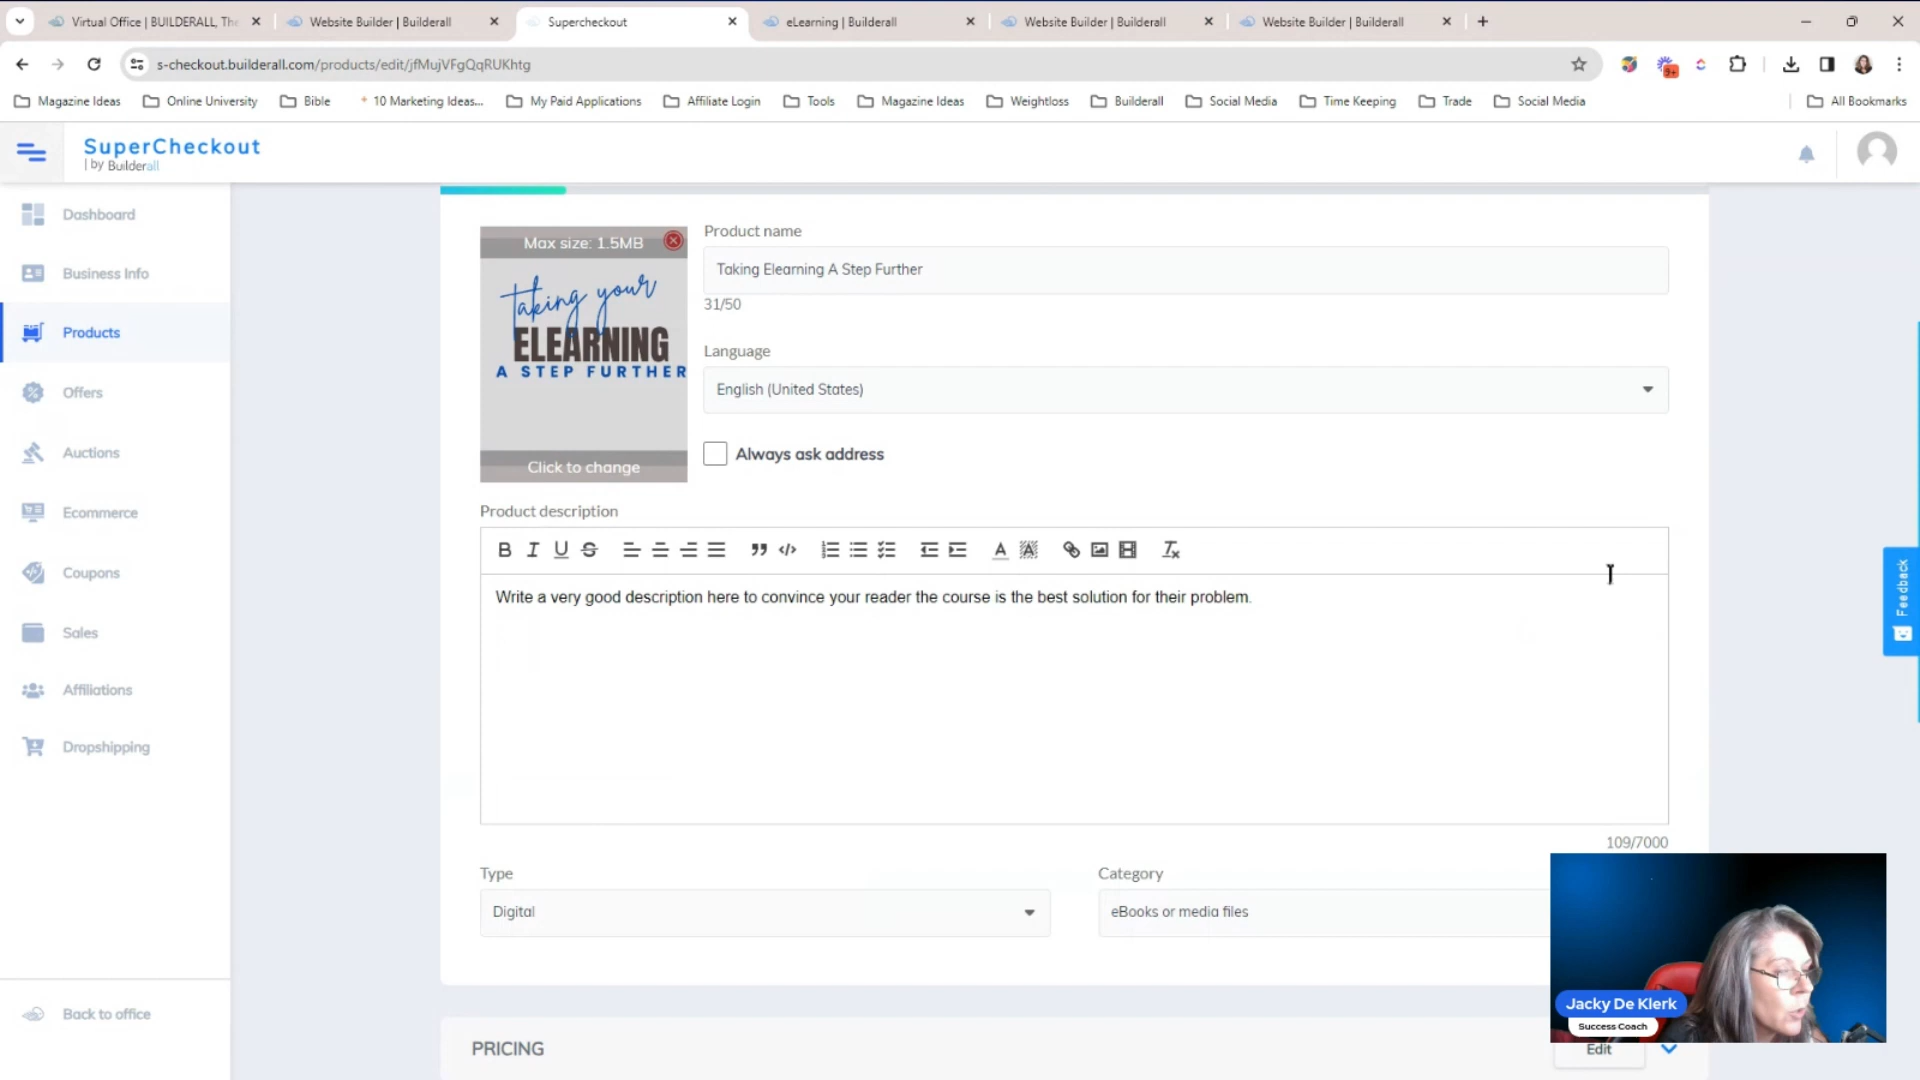 Virtual Office | BUILDERALL, The
Website Builder | Builderall
Supercheckout
eLearning | Builderall
Website Builder | Builderall
Website Builder | Builderall
s-checkout.builderall.com/products/edit/jfMujVFgQqRUKhtg
9+
Magazine Ideas
Online University
Bible
10 Marketing Ideas...
My Paid Applications
Affiliate Login
Tools
Magazine Ideas
Weightloss
Builderall
Social Media
Time Keeping
Trade
Social Media
All Bookmarks
SuperCheckout
| by Builderall
Dashboard
Business Info
Products
Offers
Auctions
Ecommerce
Coupons
Sales
Affiliations
Dropshipping
Back to office
Max size: 1.5MB
taking your
ELEARNING
A STEP FURTHER
Click to change
Product name
Taking Elearning A Step Further
31/50
Language
English (United States)
Always ask address
Product description
Write a very good description here to convince your reader the course is the best solution for their problem.
109/7000
Type
Digital
Category
eBooks or media files
PRICING
Edit
Feedback
Jacky De Klerk
Success Coach